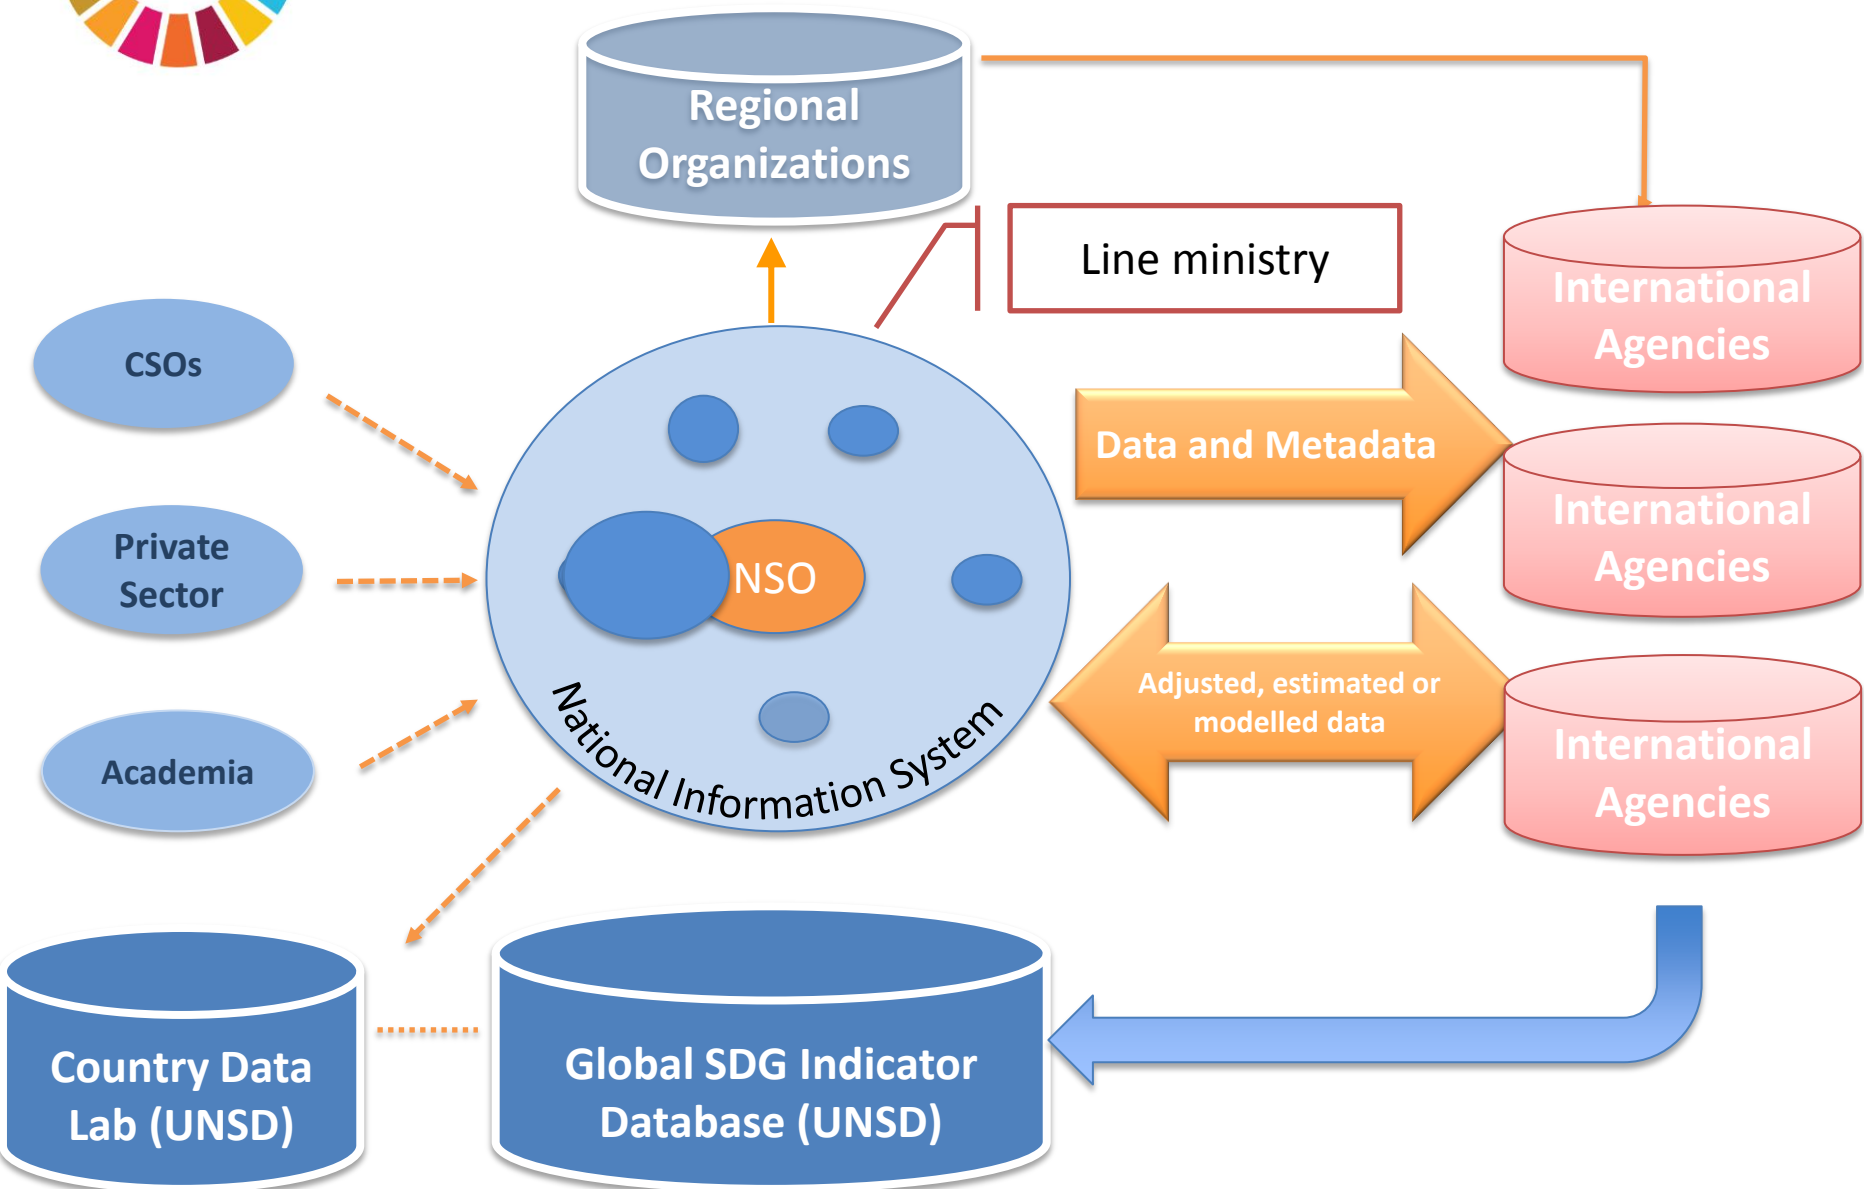 Regional
Organizations
Line ministry
International
Agencies
CSOs
Data and Metadata
International
Agencies
Private
Sector
NSO
Adjusted, estimated or
modelled data
International
Agencies
Academia
National Information System
Country Data
Lab (UNSD)
Global SDG Indicator
Database (UNSD)